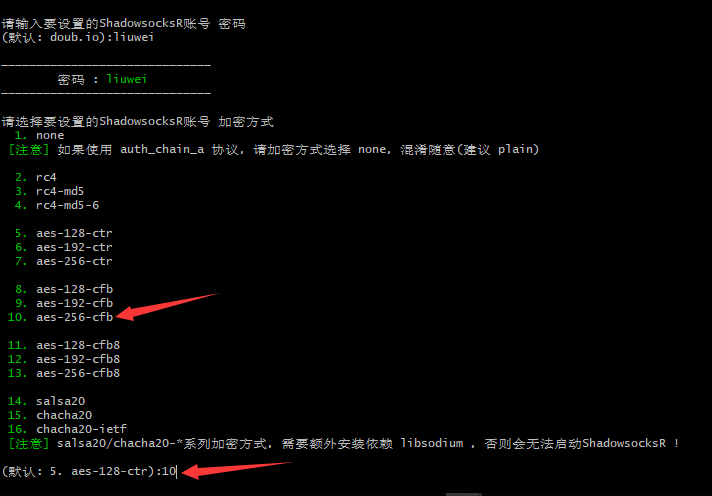 请输入要设置的ShadowsocksR账号 密码
(默认: doub.io):liuwei
——————————————————————————————
密码 : liuwei
——————————————————————————————
请选择要设置的ShadowsocksR账号 加密方式
1. none
[注意] 如果使用 auth_chain_a 协议, 请加密方式选择 none, 混淆随意(建议 plain)
2. rc4
3. rc4-md5
4. rc4-md5-6
5. aes-128-ctr
6. aes-192-ctr
7. aes-256-ctr
8. aes-128-cfb
9. aes-192-cfb
10. aes-256-cfb
11. aes-128-cfb8
12. aes-192-cfb8
13. aes-256-cfb8
14. salsa20
15. chacha20
16. chacha20-ietf
[注意] salsa20/chacha20-*系列加密方式, 需要额外安装依赖 libsodium , 否则会无法启动ShadowsocksR !
(默认: 5. aes-128-ctr):10